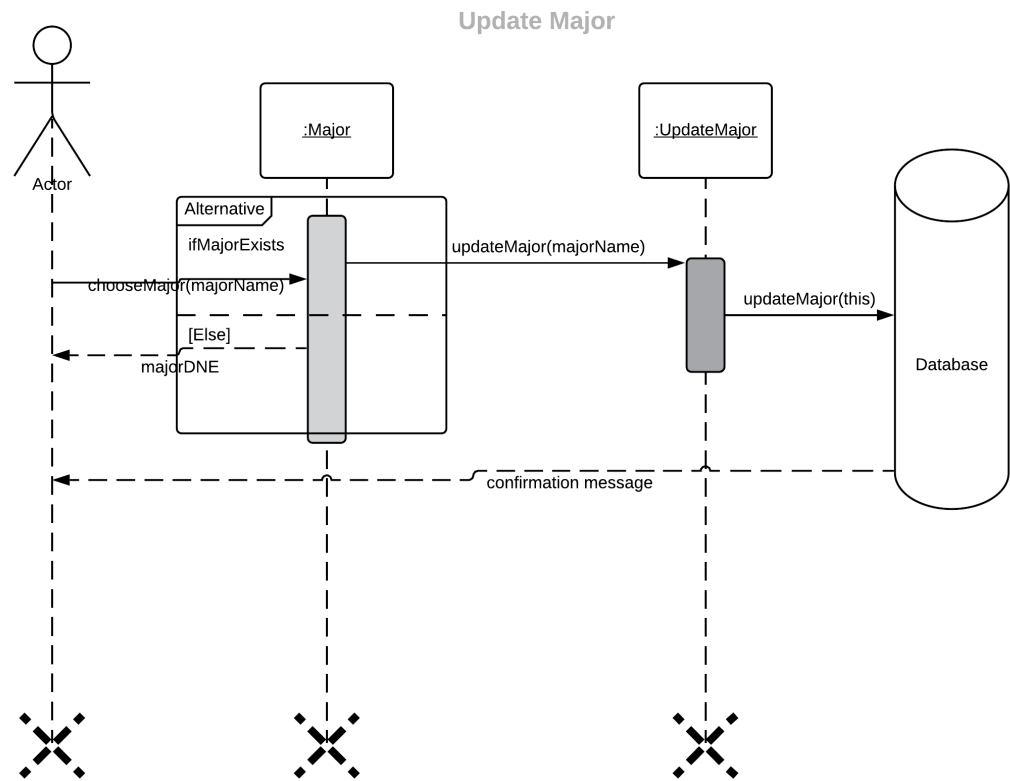 Update Major
:Major
:UpdateMajor
Actor
Alternative
ifMajorExists
updateMajor(majorName)
chooseMajor(majorName)
updateMajor(this)
[Else]
majorDNE
Database
confirmation message